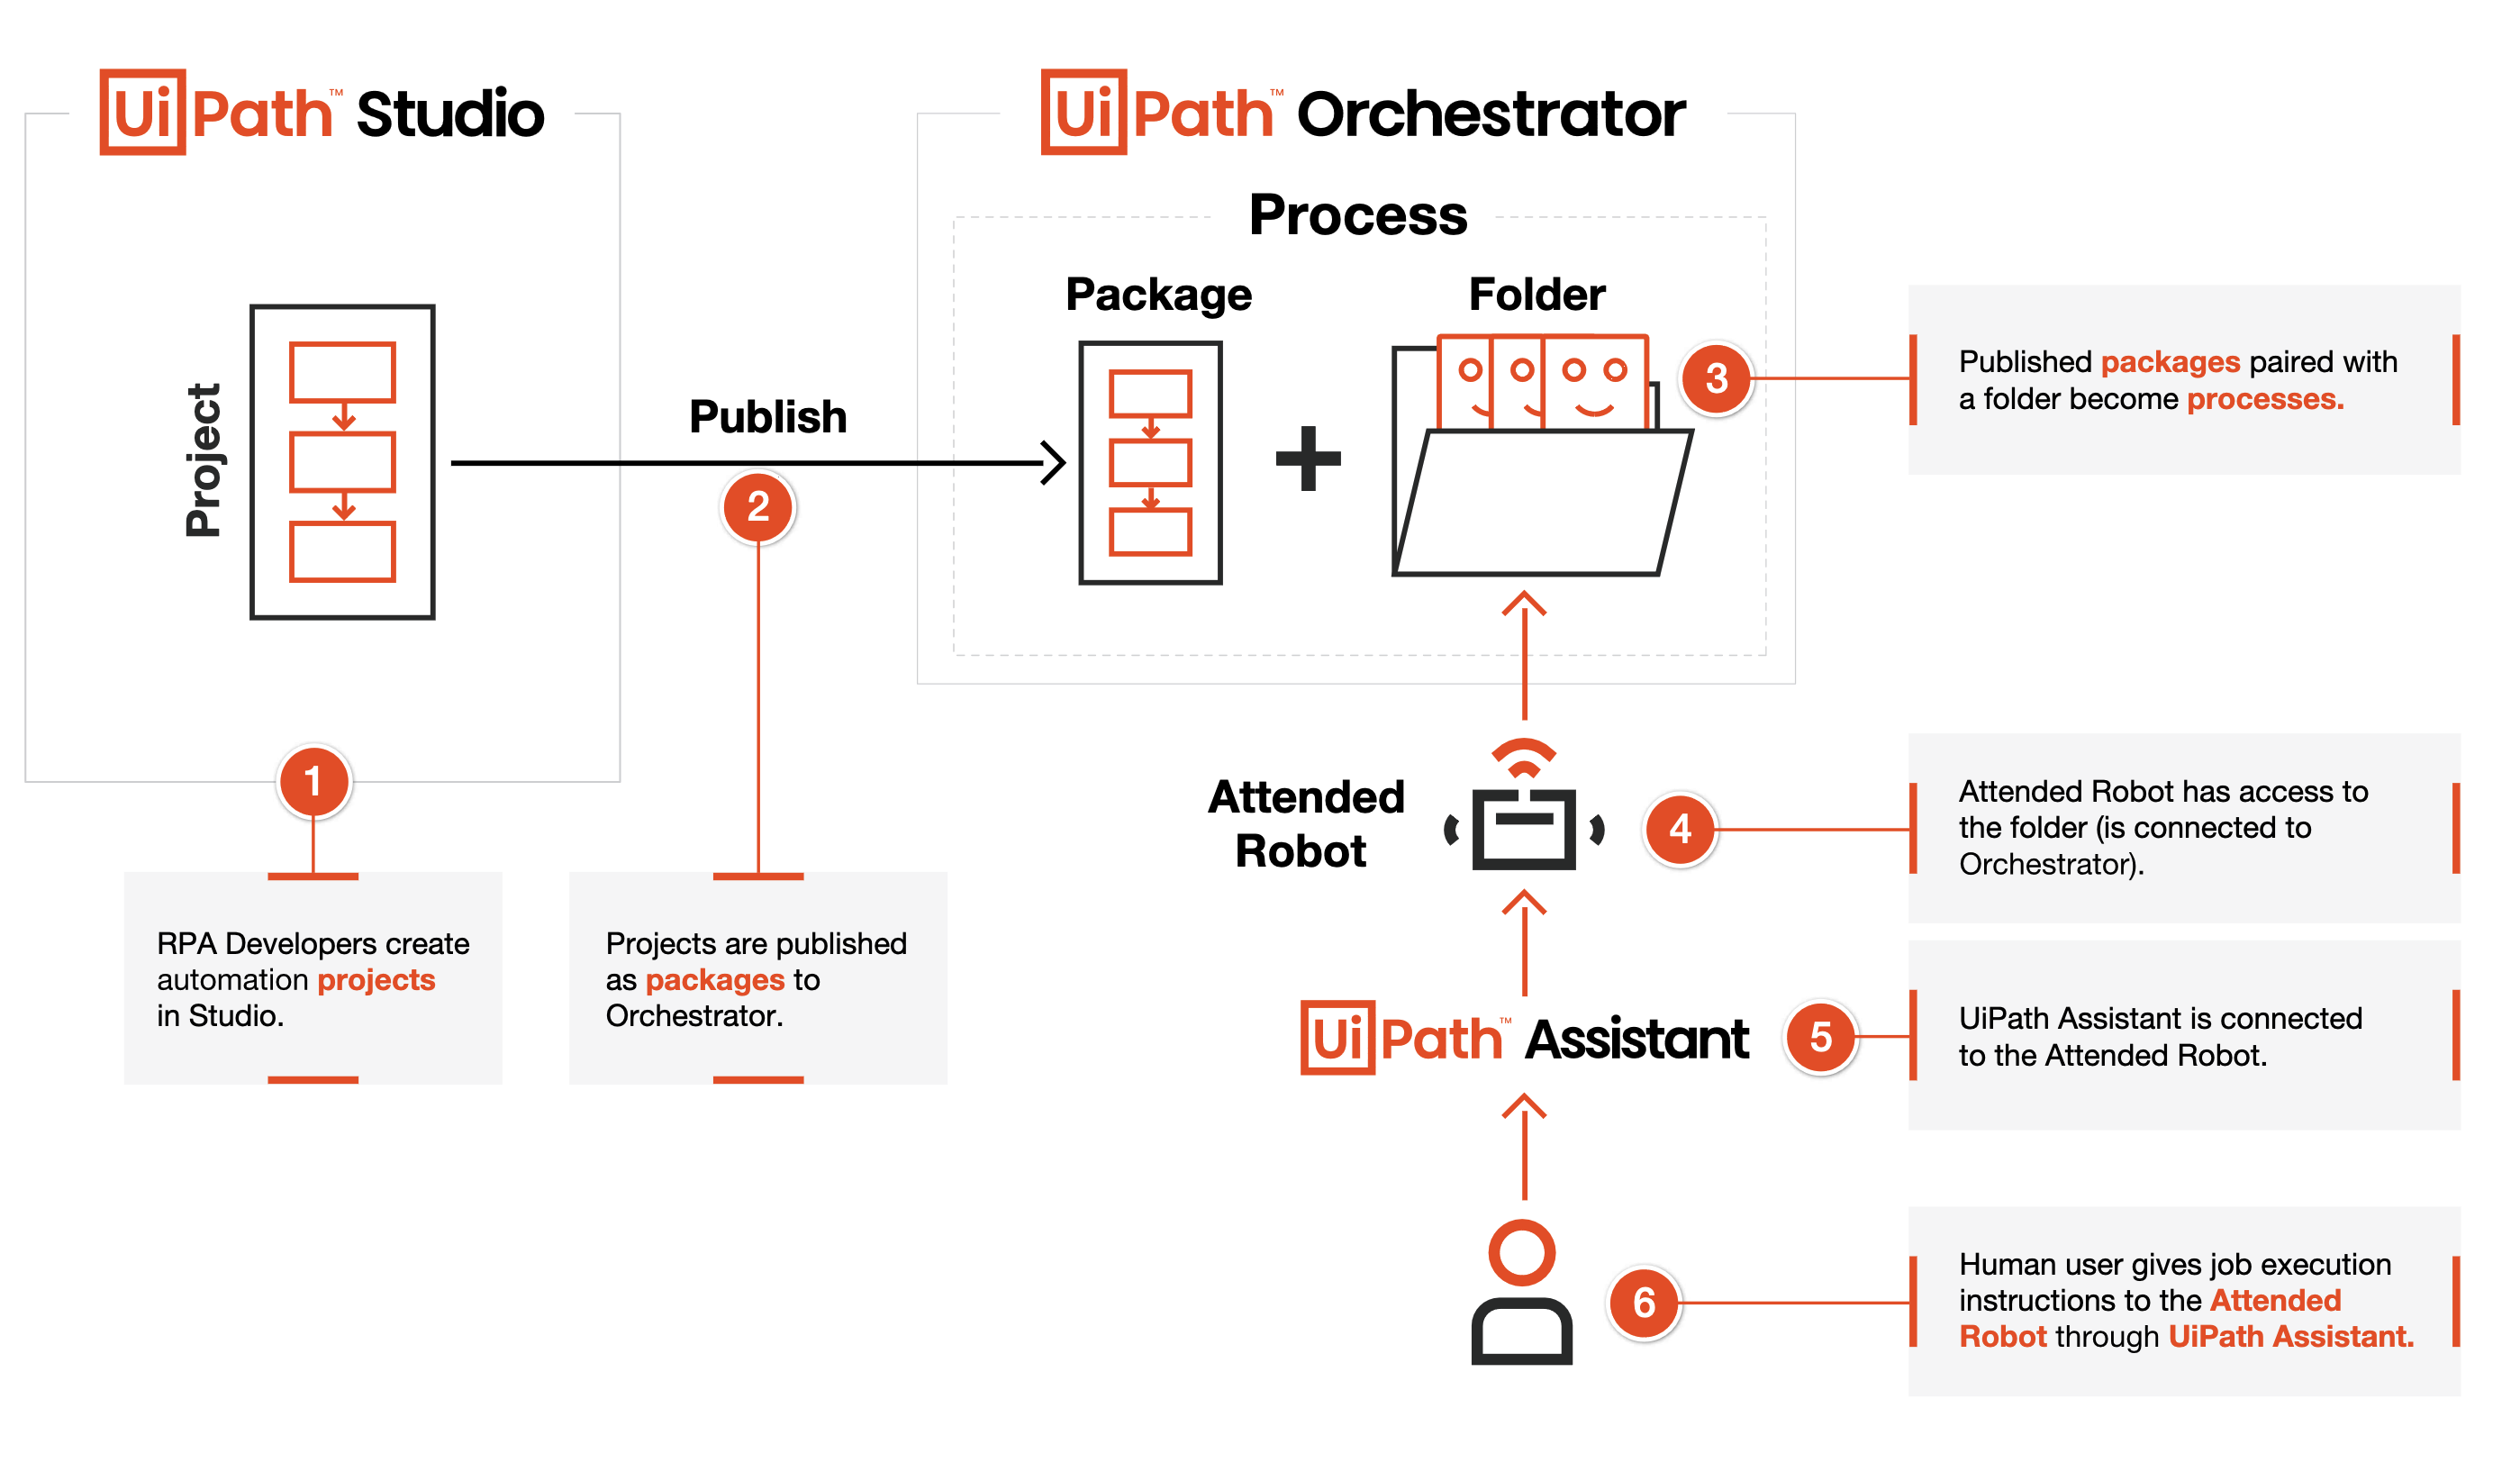 UiPath™ Studio
Project
1
RPA Developers create
automation projects
in Studio.
Publish
2
Projects are published
as packages to
Orchestrator.
UiPath™ Orchestrator
Process
Package
Folder
3
Published packages paired with
a folder become processes.
Attended
Robot
4
Attended Robot has access to
the folder (is connected to
Orchestrator).
UiPath™ Assistant
5
UiPath Assistant is connected
to the Attended Robot.
6
Human user gives job execution
instructions to the Attended
Robot through UiPath Assistant.